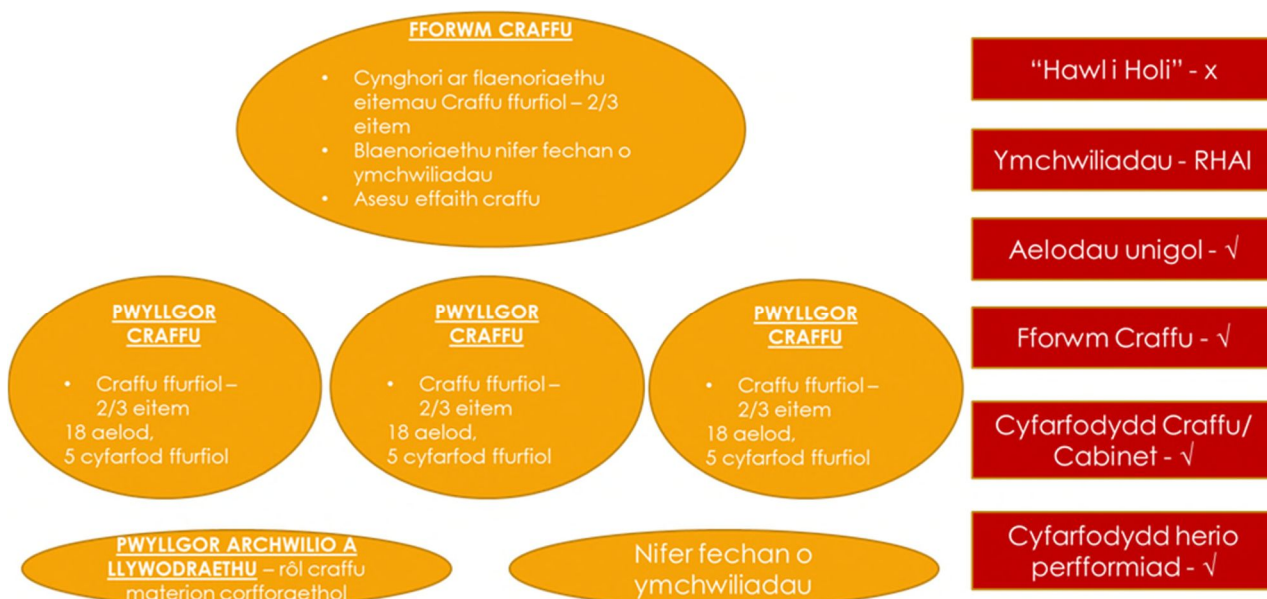 FFORWM CRAFFU
• Cynghori ar flaenoriaethu
eitemau Craffu ffurfiol – 2/3
eitem
• Blaenoriaethu nifer fechan o
ymchwiliadau
• Asesu effaith craffu
PWYLLGOR
CRAFFU
• Craffu ffurfiol –
2/3 eitem
18 aelod,
5 cyfarfod ffurfiol
PWYLLGOR
CRAFFU
• Craffu ffurfiol –
2/3 eitem
18 aelod,
5 cyfarfod ffurfiol
PWYLLGOR
CRAFFU
• Craffu ffurfiol –
2/3 eitem
18 aelod,
5 cyfarfod ffurfiol
PWYLLGOR ARCHWILIO A
LLYWODRAETHU – rôl craffu
materion corfforaethol
Nifer fechan o
ymchwiliadau
“Hawl i Holi” - x
Ymchwiliadau - RHAI
Aelodau unigol - √
Fforwm Craffu - √
Cyfarfodydd Craffu/
Cabinet - √
Cyfarfodydd herio
perfformiad - √